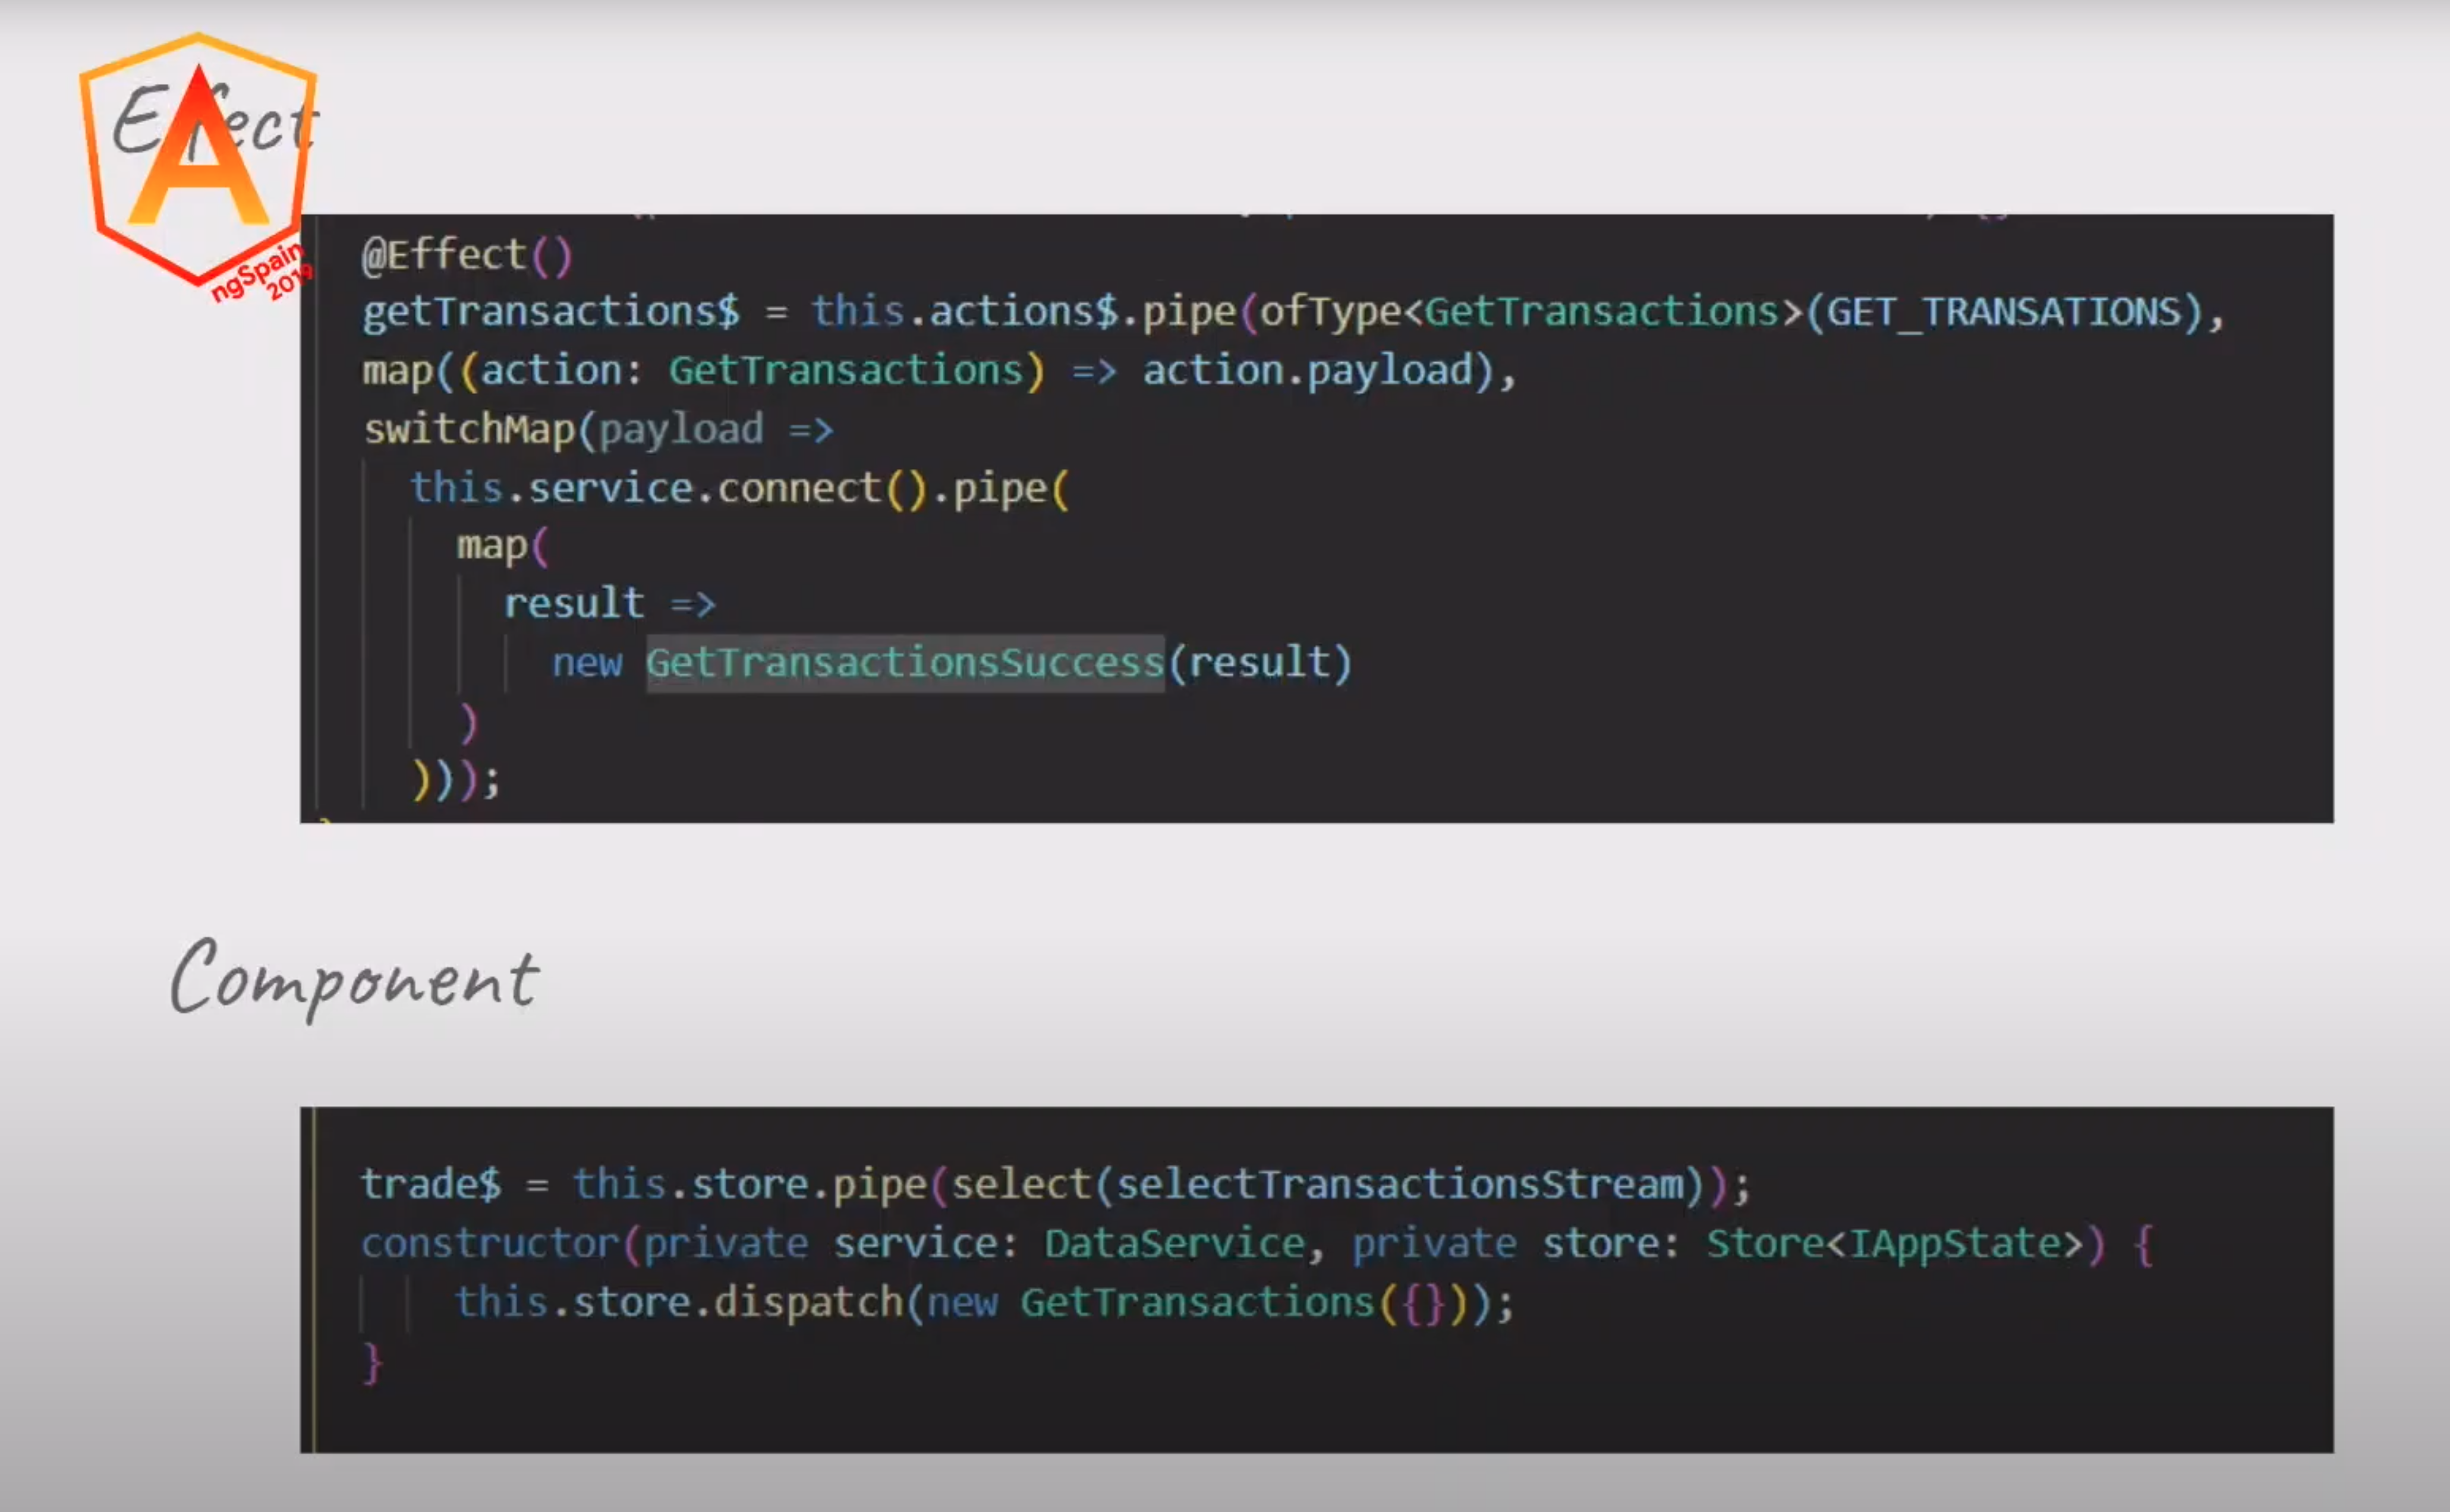 Effect
ngSpain
2019
@Effect()
getTransactions$ = this.actions$.pipe(ofType<GetTransactions>(GET_TRANSATIONS),
map((action: GetTransactions) => action.payload),
switchMap(payload =>
this.service.connect().pipe(
map(
result =>
new GetTransactionsSuccess(result)
)
)));
Component
trade$ = this.store.pipe(select(selectTransactionsStream));
constructor(private service: DataService, private store: Store<IAppState>) {
this.store.dispatch(new GetTransactions({}));
}